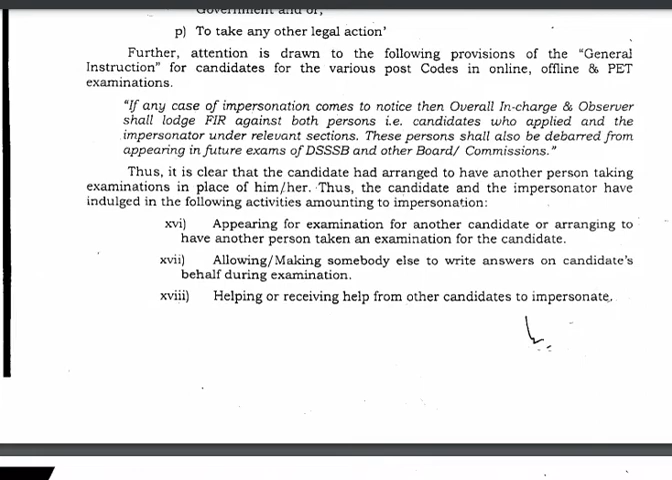 Government and or,
p) To take any other legal action'
Further, attention is drawn to the following provisions of the "General
Instruction" for candidates for the various post Codes in online, offline & PET
examinations.
"If any case of impersonation comes to notice then Overall In-charge & Observer
shall lodge FIR against both persons i.e. candidates who applied and the
impersonator under relevant sections. These persons shall also be debarred from
appearing in future exams of DSSSB and other Board/ Commissions."
Thus, it is clear that the candidate had arranged to have another person taking
examinations in place of him/her. Thus, the candidate and the impersonator have
indulged in the following activities amounting to impersonation:
xvi) Appearing for examination for another candidate or arranging to
have another person taken an examination for the candidate.
xvii) Allowing/Making somebody else to write answers on candidate's
behalf during examination.
xviii) Helping or receiving help from other candidates to impersonate.